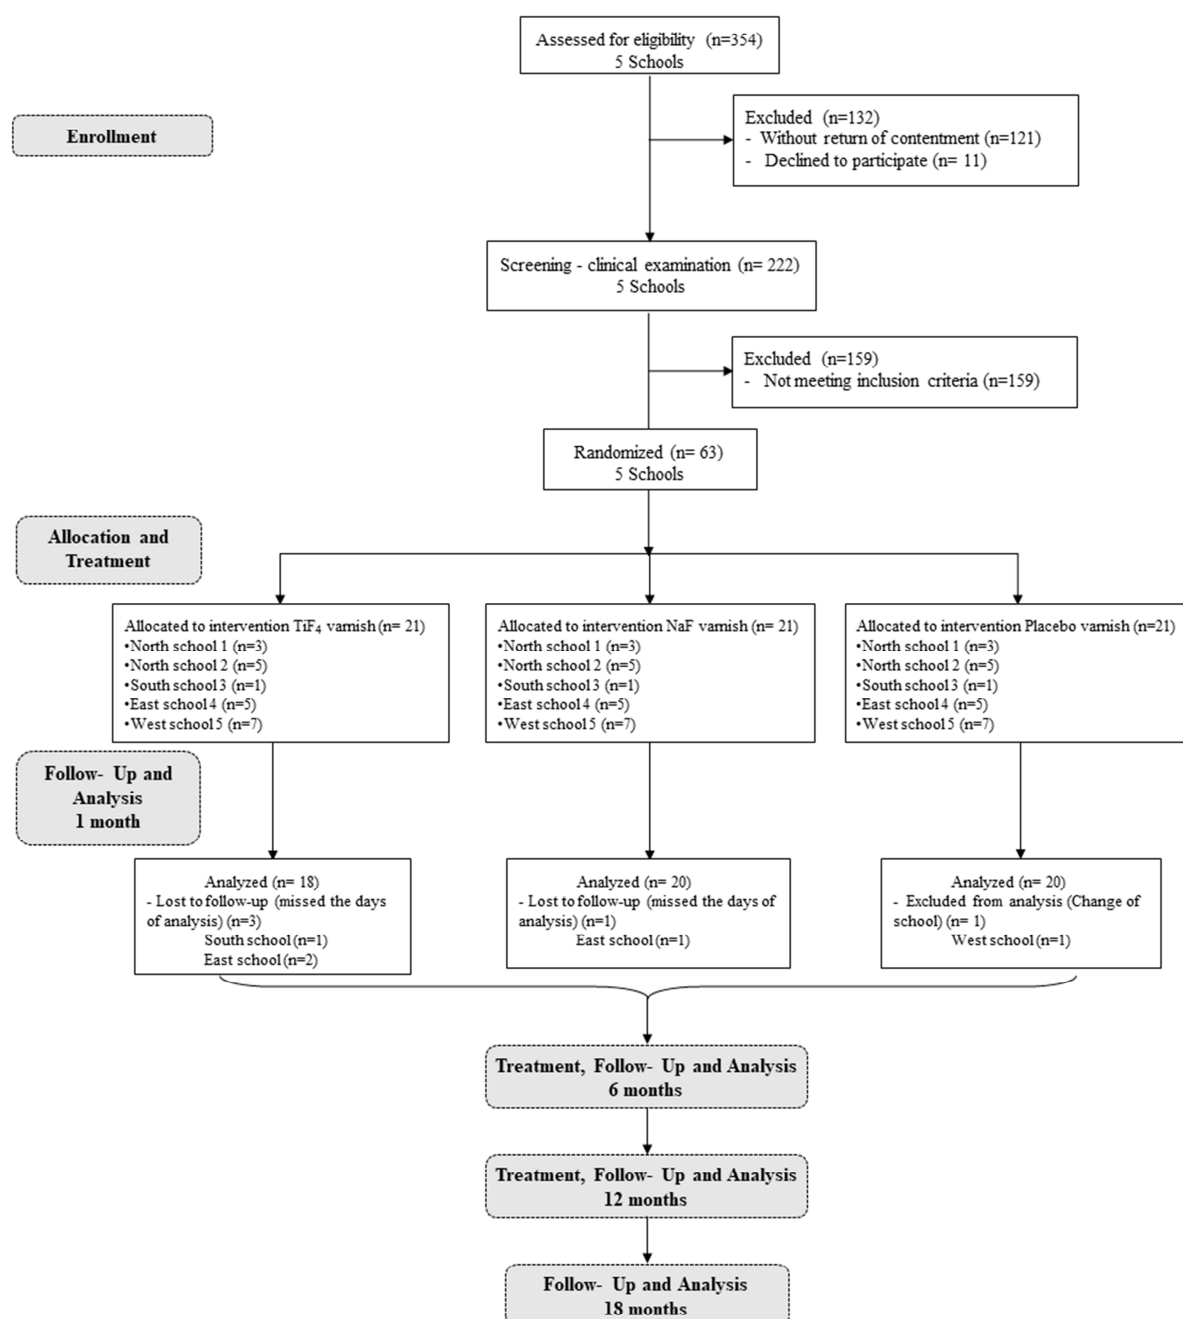 Assessed for eligibility (n=354)
5 Schools
Enrollment
Excluded (n=132)
- Without return of contentment (n=121)
- Declined to participate (n= 11)
Screening - clinical examination (n= 222)
5 Schools
Excluded (n=159)
- Not meeting inclusion criteria (n=159)
Randomized (n= 63)
5 Schools
Allocation and
Treatment
Allocated to intervention TiF4 varnish (n= 21)
•North school 1 (n=3)
•North school 2 (n=5)
•South school 3 (n=1)
•East school 4 (n=5)
•West school 5 (n=7)
Allocated to intervention NaF varnish (n= 21)
•North school 1 (n=3)
•North school 2 (n=5)
•South school 3 (n=1)
•East school 4 (n=5)
•West school 5 (n=7)
Allocated to intervention Placebo varnish (n=21)
•North school 1 (n=3)
•North school 2 (n=5)
•South school 3 (n=1)
•East school 4 (n=5)
•West school 5 (n=7)
Follow- Up and
Analysis
1 month
Analyzed (n= 18)
- Lost to follow-up (missed the days
of analysis) (n=3)
South school (n=1)
East school (n=2)
Analyzed (n= 20)
- Lost to follow-up (missed the days of
analysis) (n=1)
East school (n=1)
Analyzed (n= 20)
- Excluded from analysis (Change of
school) (n= 1)
West school (n=1)
Treatment, Follow- Up and Analysis
6 months
Treatment, Follow- Up and Analysis
12 months
Follow- Up and Analysis
18 months